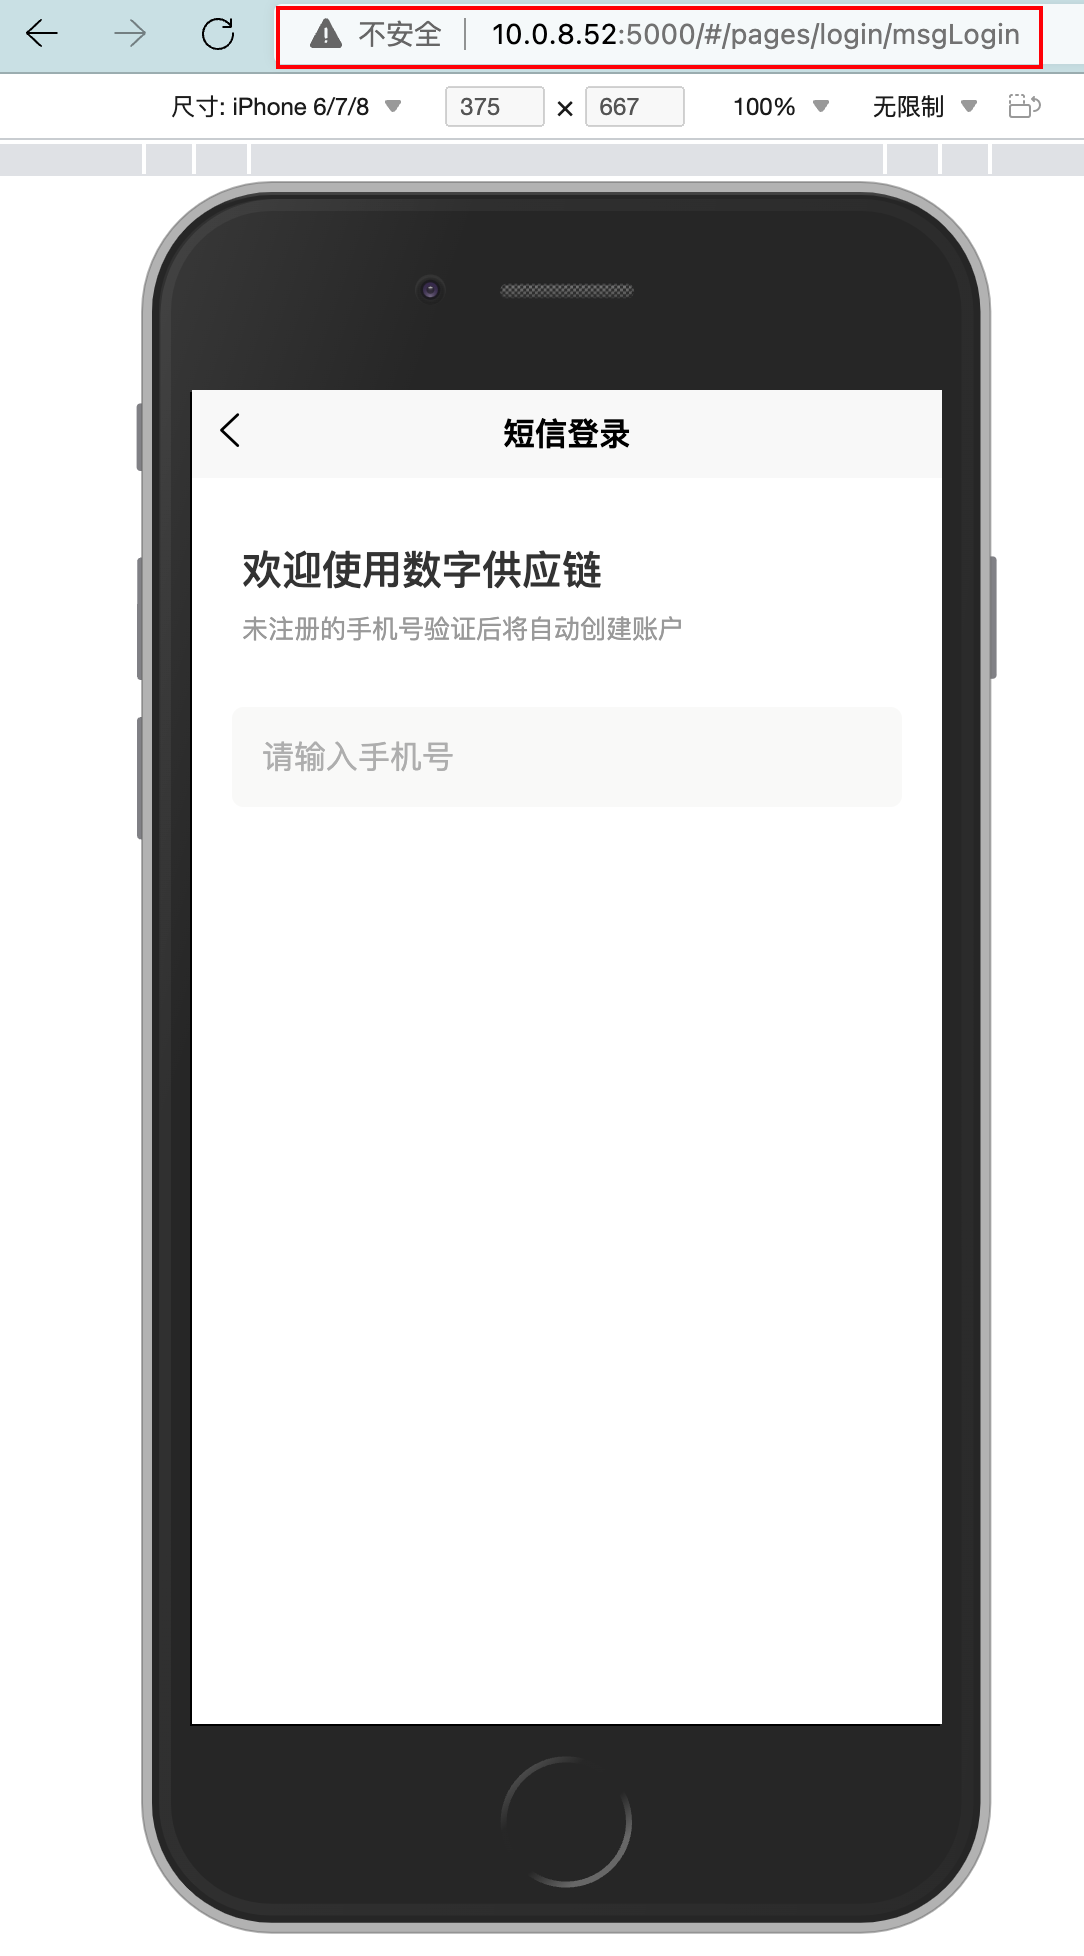 不安全 10.0.8.52:5000/#/pages/login/msgLogin
尺寸: iPhone 6/7/8 375 × 667 100% 无限制
短信登录
欢迎使用数字供应链
未注册的手机号验证后将自动创建账户
请输入手机号